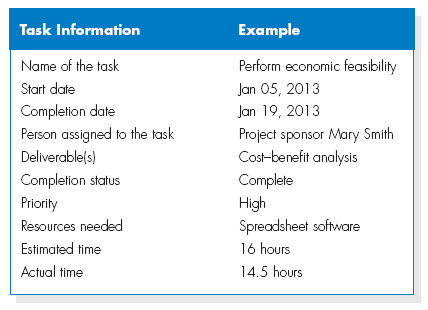 Task Information Example
Name of the task Perform economic feasibility
Start date Jan 05, 2013
Completion date Jan 19, 2013
Person assigned to the task Project sponsor Mary Smith
Deliverable(s) Cost–benefit analysis
Completion status Complete
Priority High
Resources needed Spreadsheet software
Estimated time 16 hours
Actual time 14.5 hours